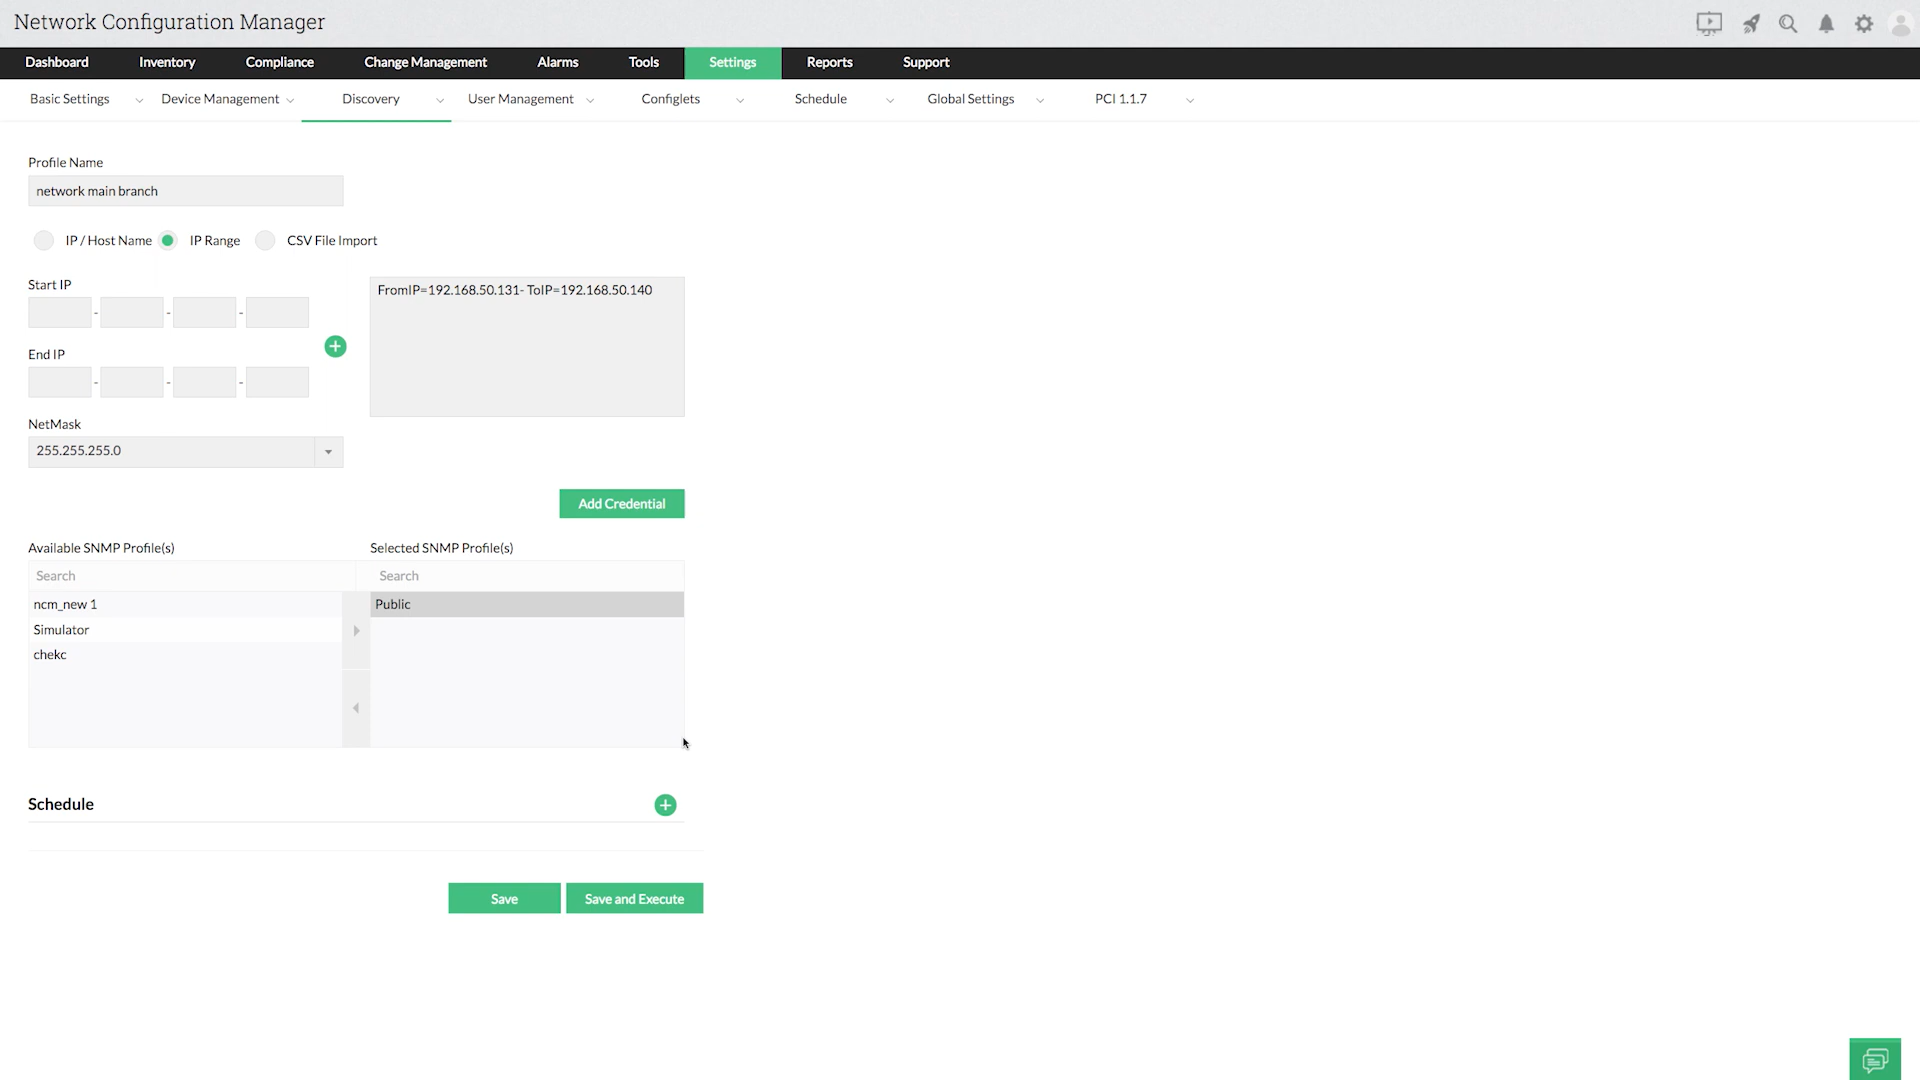 Network Configuration Manager
Dashboard Inventory Compliance Change Management Alarms Tools Settings Reports Support
Basic Settings Device Management Discovery User Management Configlets Schedule Global Settings PCI 1.1.7
Profile Name
network main branch
IP / Host Name IP Range CSV File Import
Start IP
FromIP=192.168.50.131- ToIP=192.168.50.140
- - -
End IP
- - -
NetMask
255.255.255.0
Add Credential
Available SNMP Profile(s) Selected SNMP Profile(s)
Search Search
ncm_new 1 Public
Simulator
chekc
Schedule
Save Save and Execute